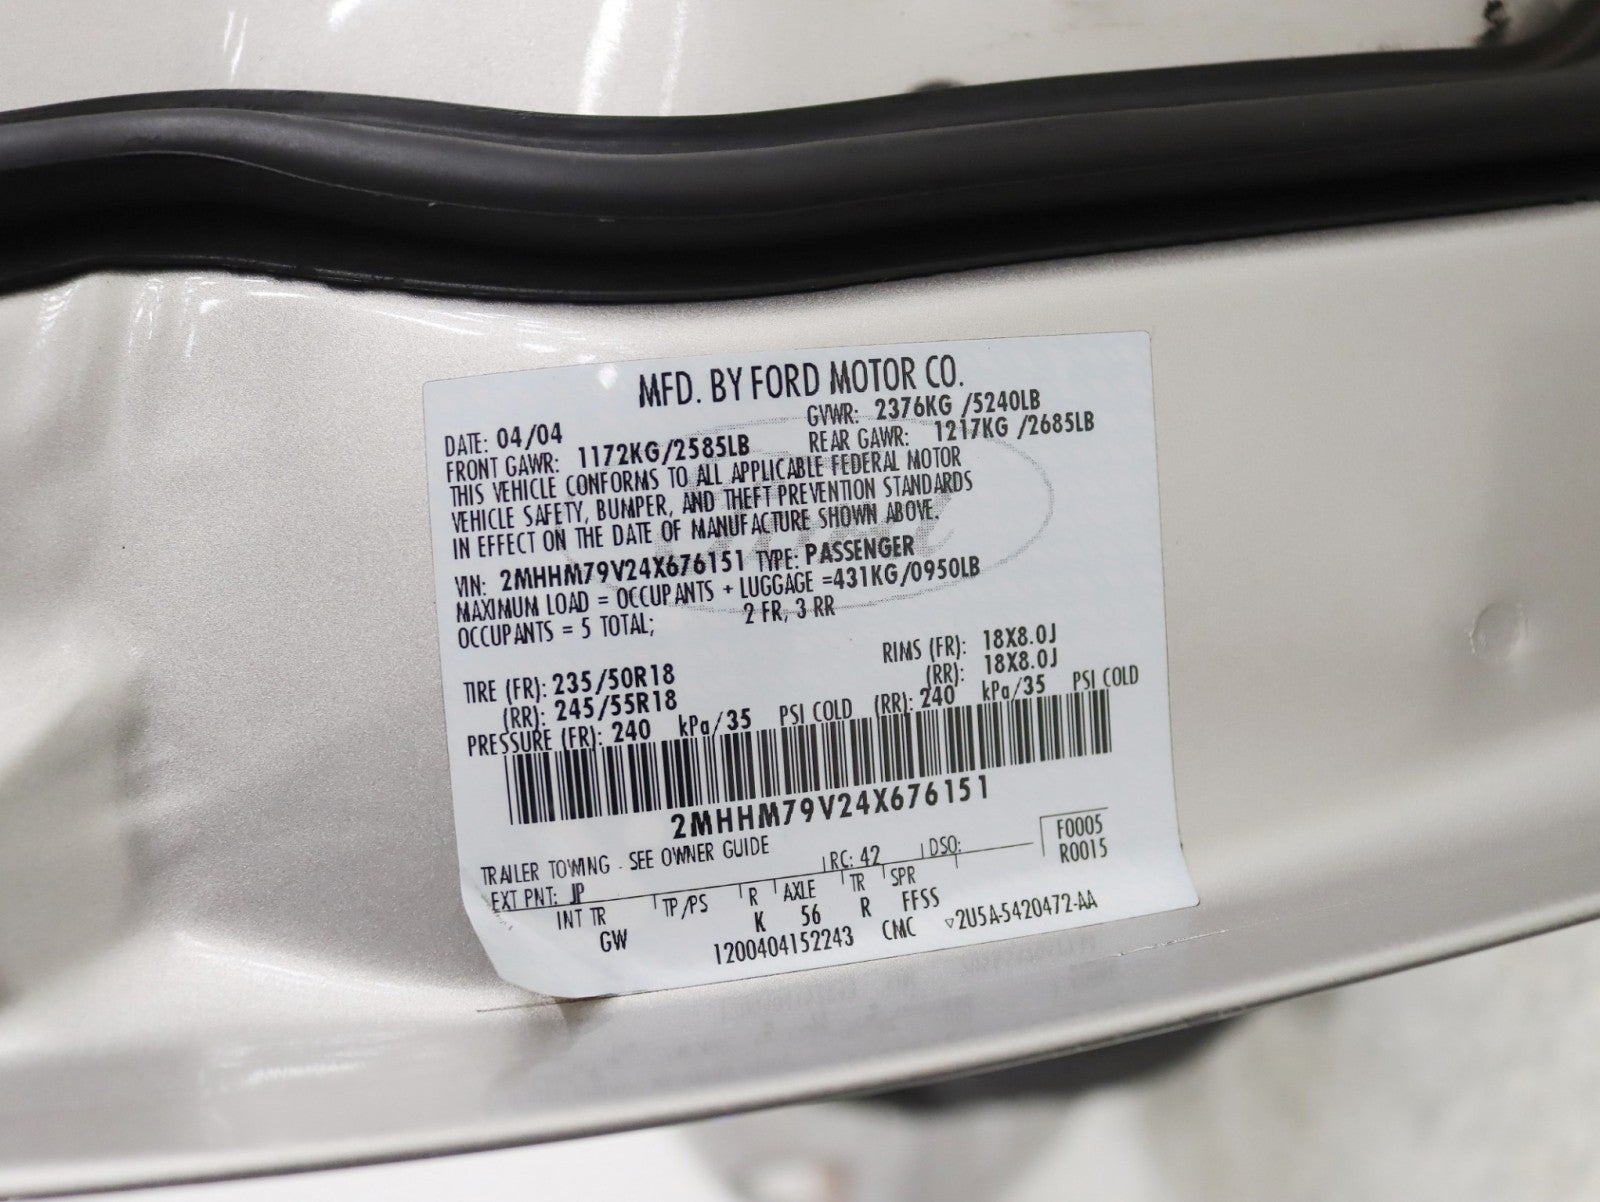 MFD. BY FORD MOTOR CO.
DATE: 04/04 GVWR: 2376KG /5240LB
FRONT GAWR: 1172KG/2585LB REAR GAWR: 1217KG /2685LB
THIS VEHICLE CONFORMS TO ALL APPLICABLE FEDERAL MOTOR
VEHICLE SAFETY, BUMPER, AND THEFT PREVENTION STANDARDS
IN EFFECT ON THE DATE OF MANUFACTURE SHOWN ABOVE.
VIN: 2MHHM79V24X676151 TYPE: PASSENGER
MAXIMUM LOAD = OCCUPANTS + LUGGAGE =431KG/0950LB
OCCUPANTS = 5 TOTAL; 2 FR, 3 RR
TIRE (FR): 235/50R18 RIMS (FR): 18X8.0J
(RR): 245/55R18 (RR): 18X8.0J
PRESSURE (FR): 240 kPa/35 PSI COLD (RR): 240 kPa/35 PSI COLD
2MHHM79V24X676151
TRAILER TOWING - SEE OWNER GUIDE
EXT PNT: JP RC: 42 DSO: F0005
R0015
INT TR TP/PS R AXLE TR SPR
GW K 56 R FFSS
1200404152243 CMC ▽2U5A-5420472-AA